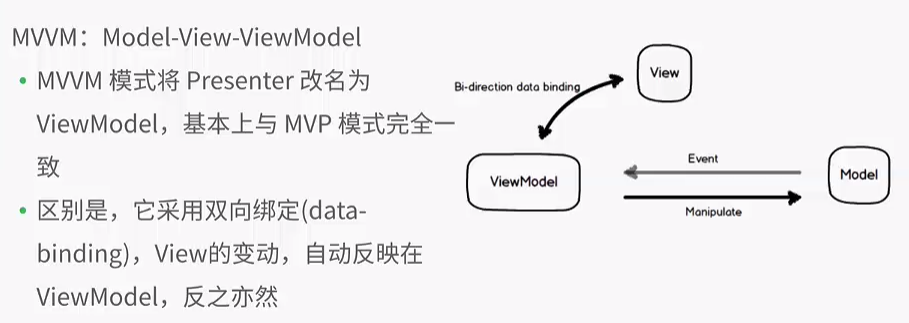 MVVM：Model-View-ViewModel
• MVVM 模式将 Presenter 改名为
ViewModel，基本上与 MVP 模式完全一
致
• 区别是，它采用双向绑定(data-
binding)，View的变动，自动反映在
ViewModel，反之亦然
View
Bi-direction data binding
ViewModel
Event
Model
Manipulate